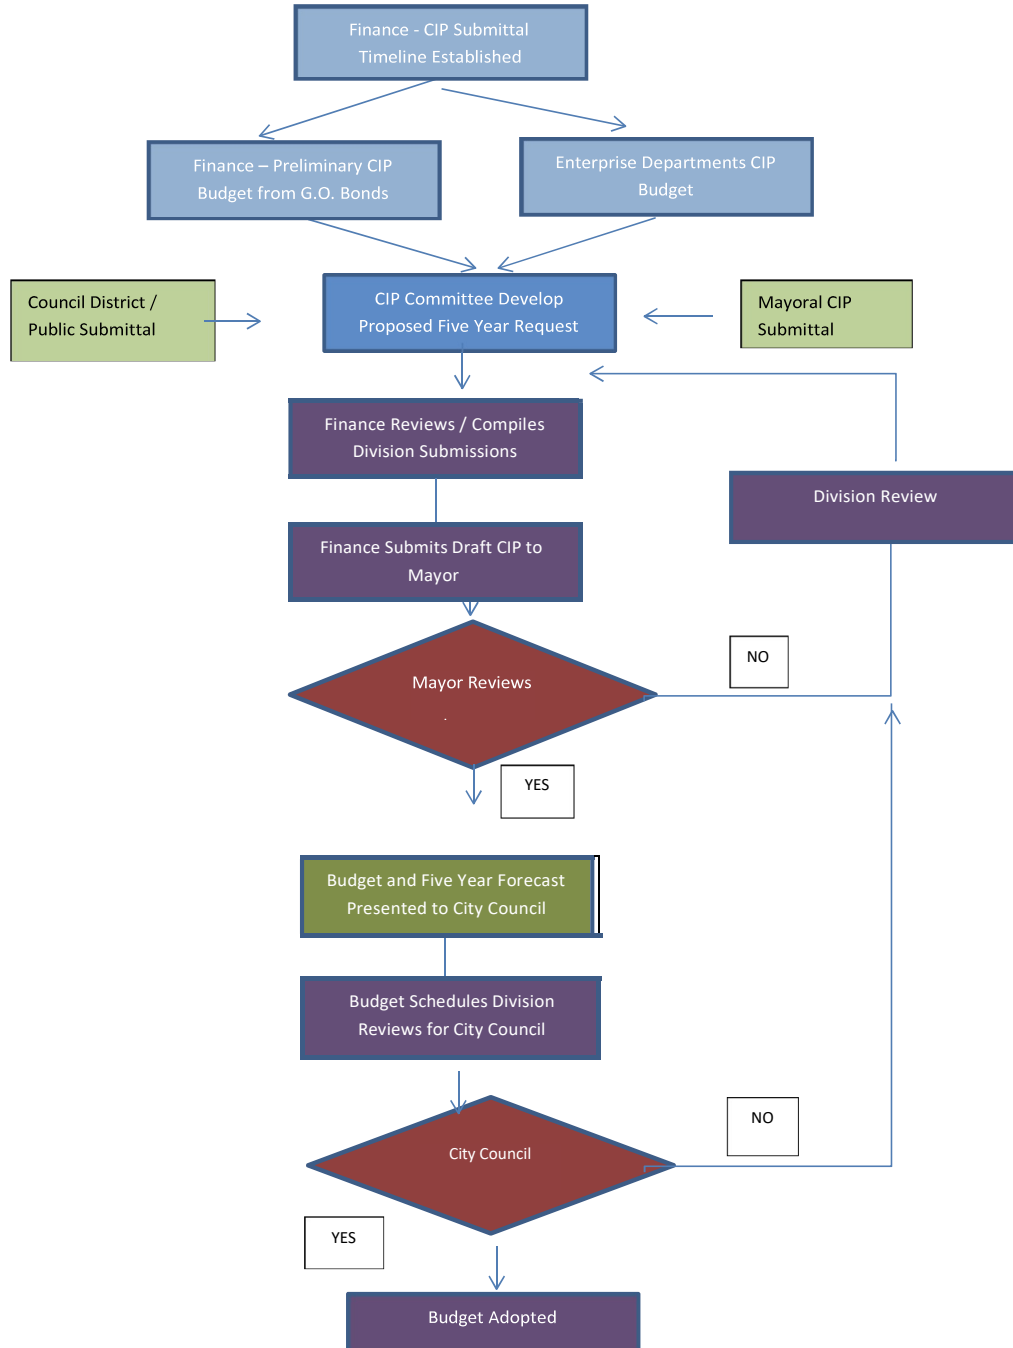 Finance - CIP Submittal
Timeline Established
Finance – Preliminary CIP
Budget from G.O. Bonds
Enterprise Departments CIP
Budget
Council District /
Public Submittal
CIP Committee Develop
Proposed Five Year Request
Mayoral CIP
Submittal
Finance Reviews / Compiles
Division Submissions
Division Review
Finance Submits Draft CIP to
Mayor
NO
Mayor Reviews
.
YES
Budget and Five Year Forecast
Presented to City Council
Budget Schedules Division
Reviews for City Council
NO
City Council
YES
Budget Adopted